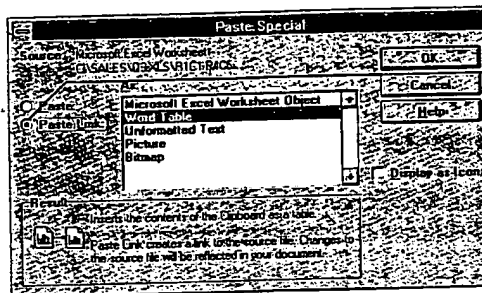 Paste Special
Source: Microsoft Excel Worksheet
OK
Cancel
Help
Paste
Paste Link
As:
Microsoft Excel Worksheet Object
Word Table
Unformatted Text
Picture
Bitmap
Display as Icon
Result
Inserts the contents of the Clipboard as a table.
Paste Link creates a link to the source file. Changes to
the source file will be reflected in your document.